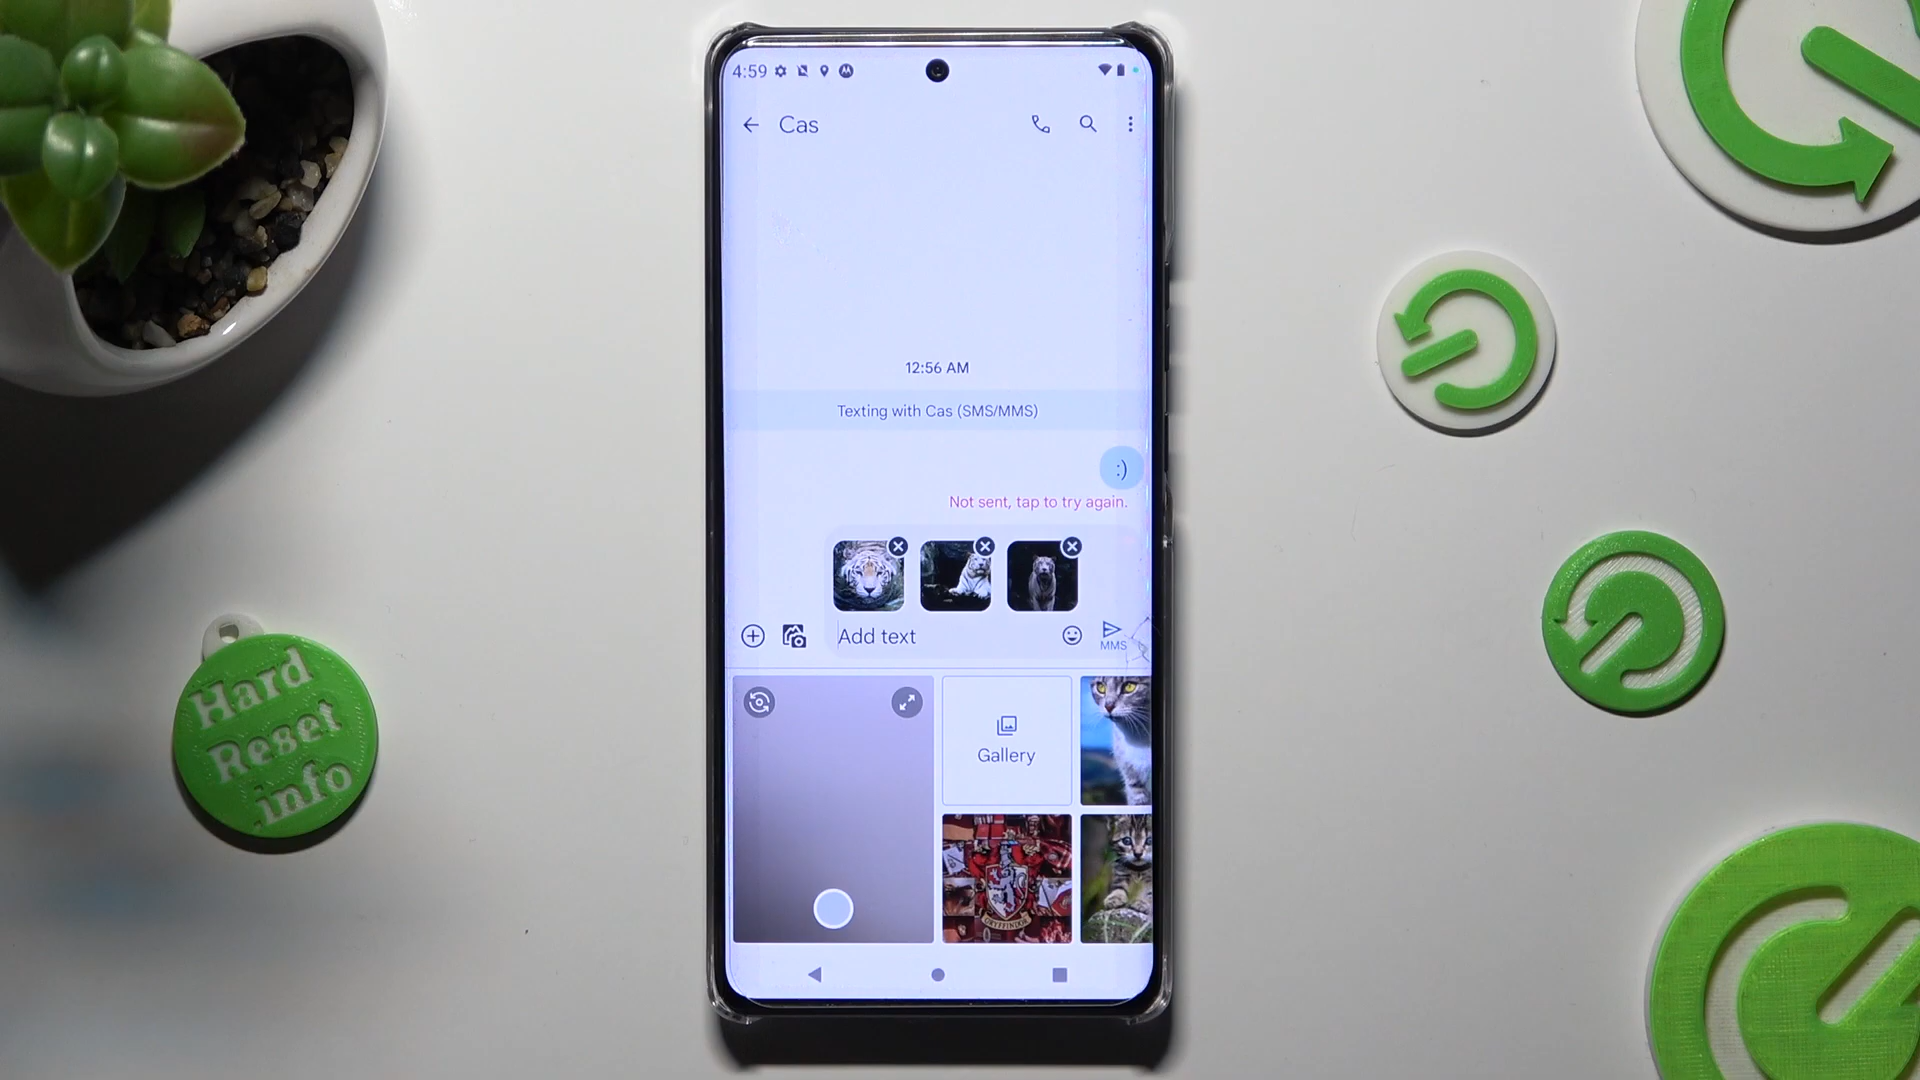 4:59
Cas
12:56 AM
Texting with Cas (SMS/MMS)
:)
Not sent, tap to try again.
Add text
MMS
Gallery
GRYFFINDOR
Hard
Reset
.info